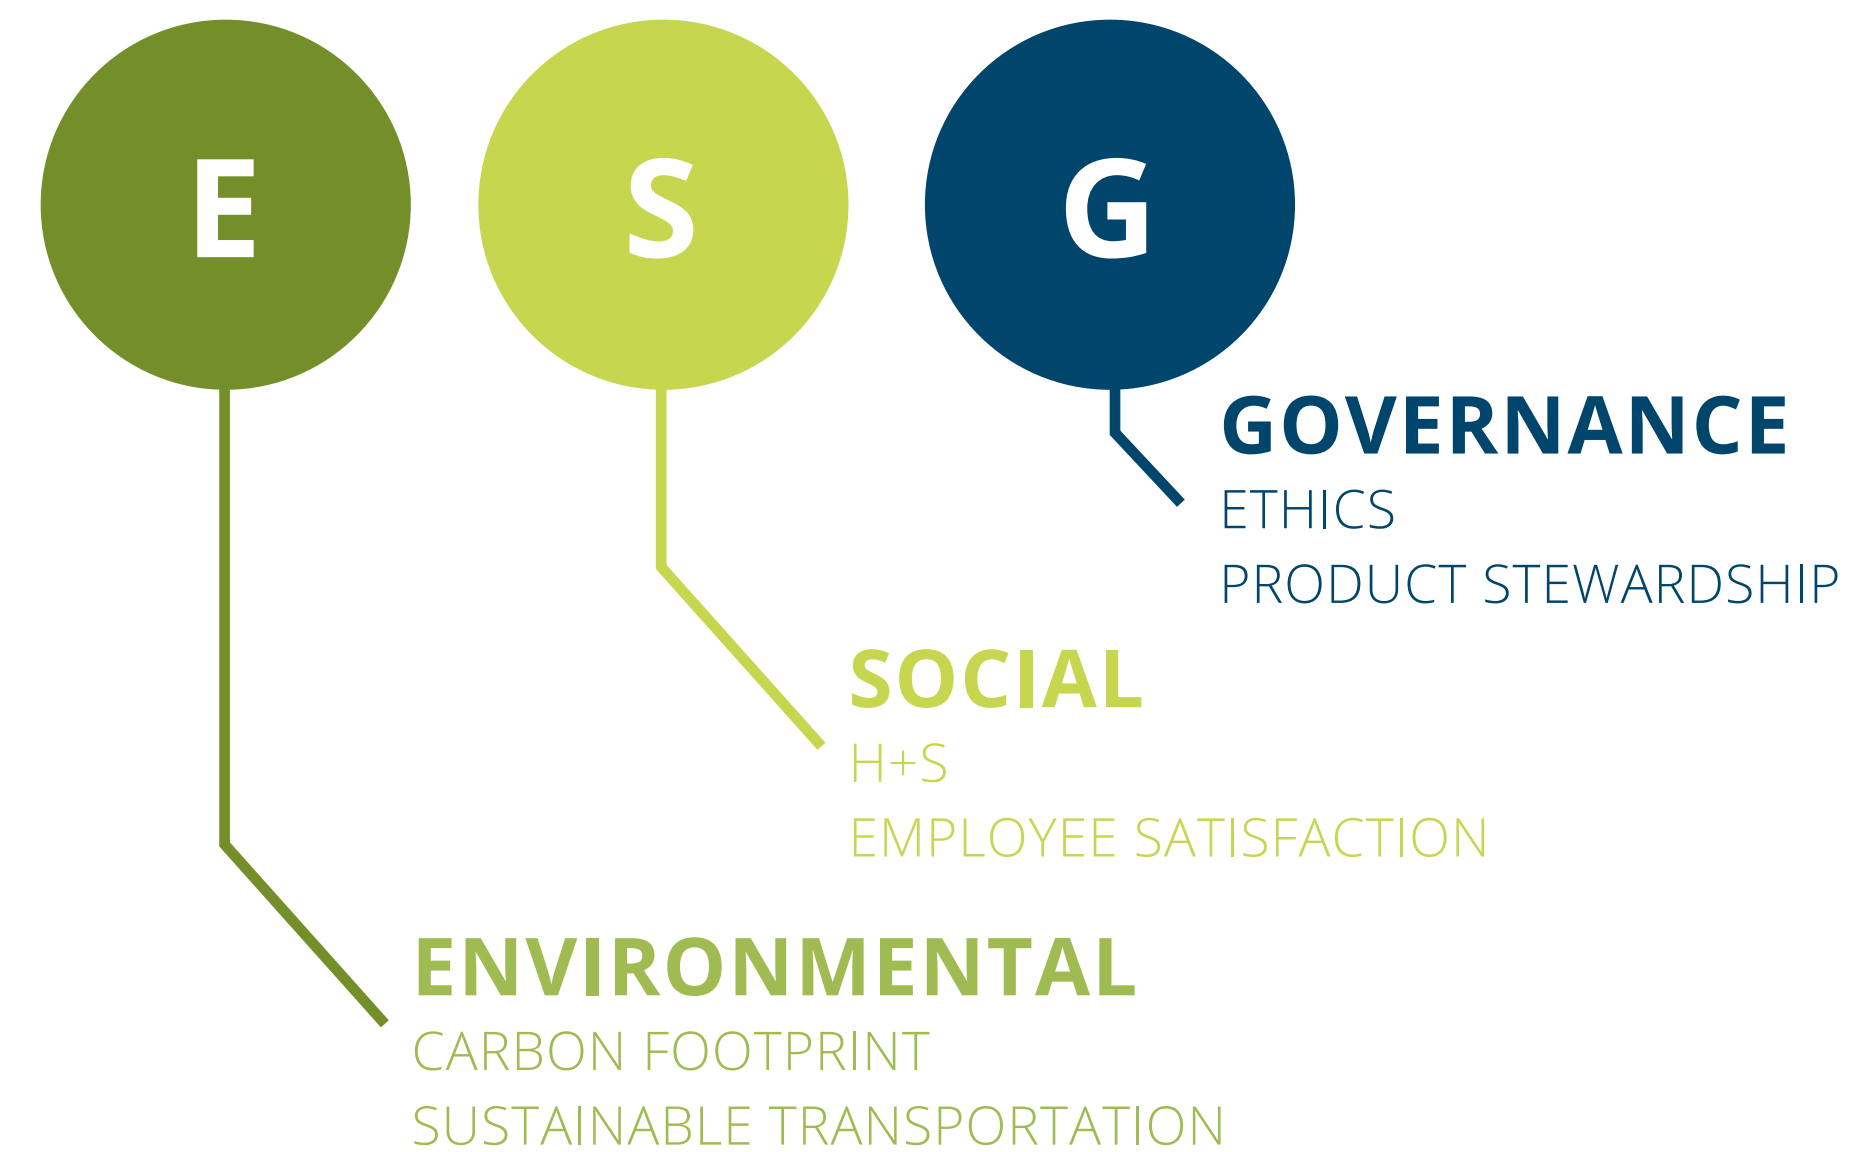 E
S
G
GOVERNANCE
ETHICS
PRODUCT STEWARDSHIP
SOCIAL
H+S
EMPLOYEE SATISFACTION
ENVIRONMENTAL
CARBON FOOTPRINT
SUSTAINABLE TRANSPORTATION